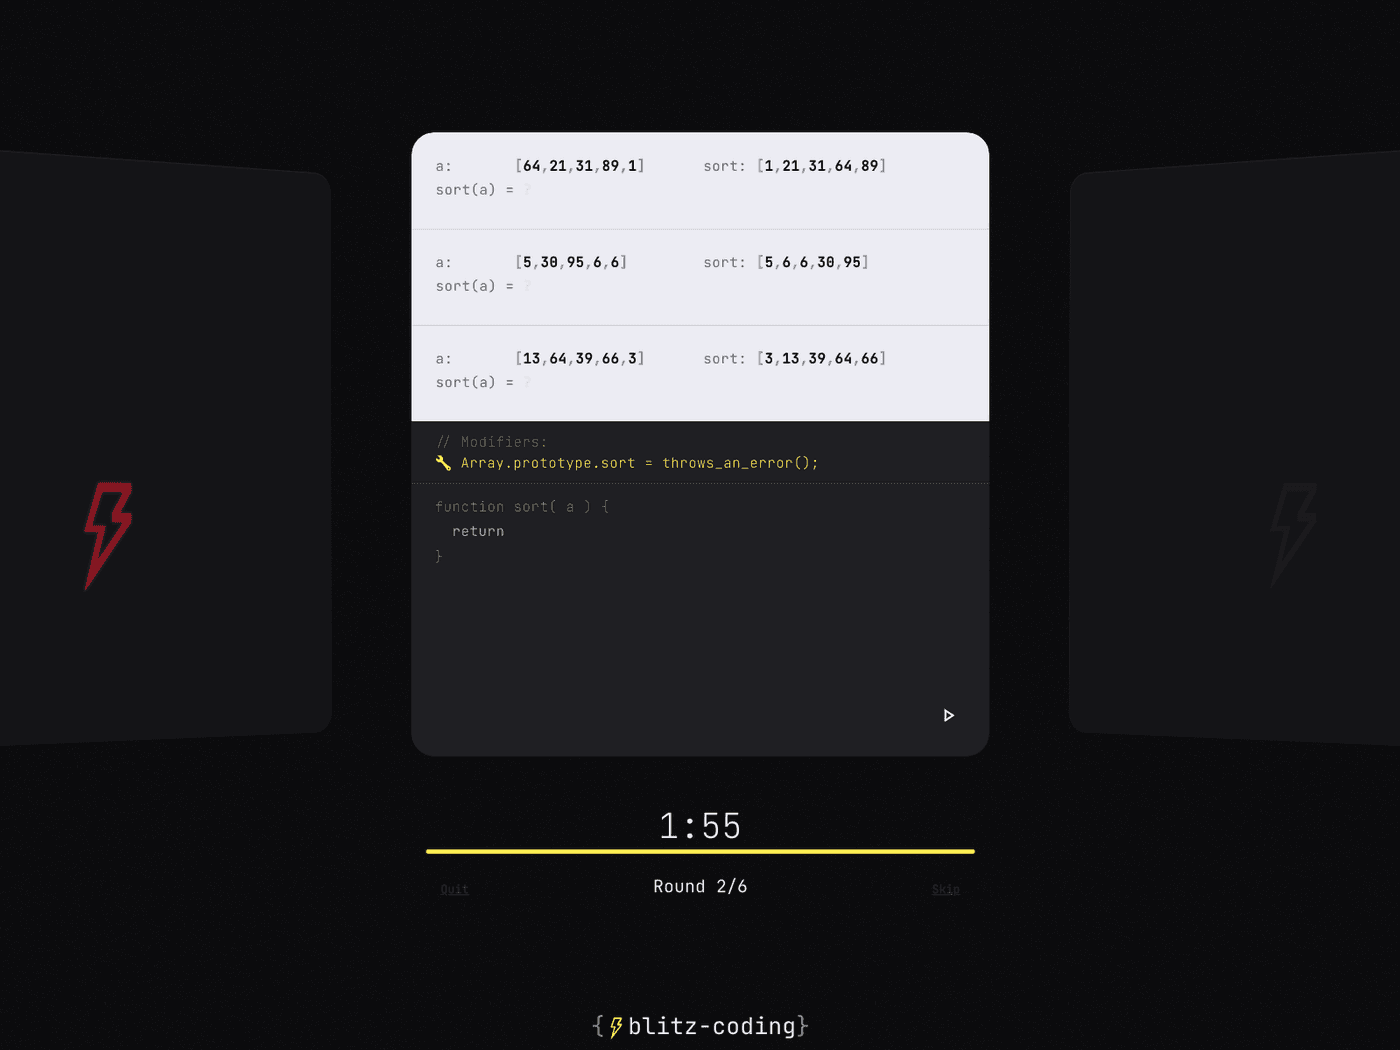 a: [64,21,31,89,1] sort: [1,21,31,64,89]
sort(a) = ?
a: [5,30,95,6,6] sort: [5,6,6,30,95]
sort(a) = ?
a: [13,64,39,66,3] sort: [3,13,39,64,66]
sort(a) = ?
// Modifiers:
🔧 Array.prototype.sort = throws_an_error();
function sort( a ) {
  return
}
1:55
Quit Round 2/6 Skip
{⚡blitz-coding}